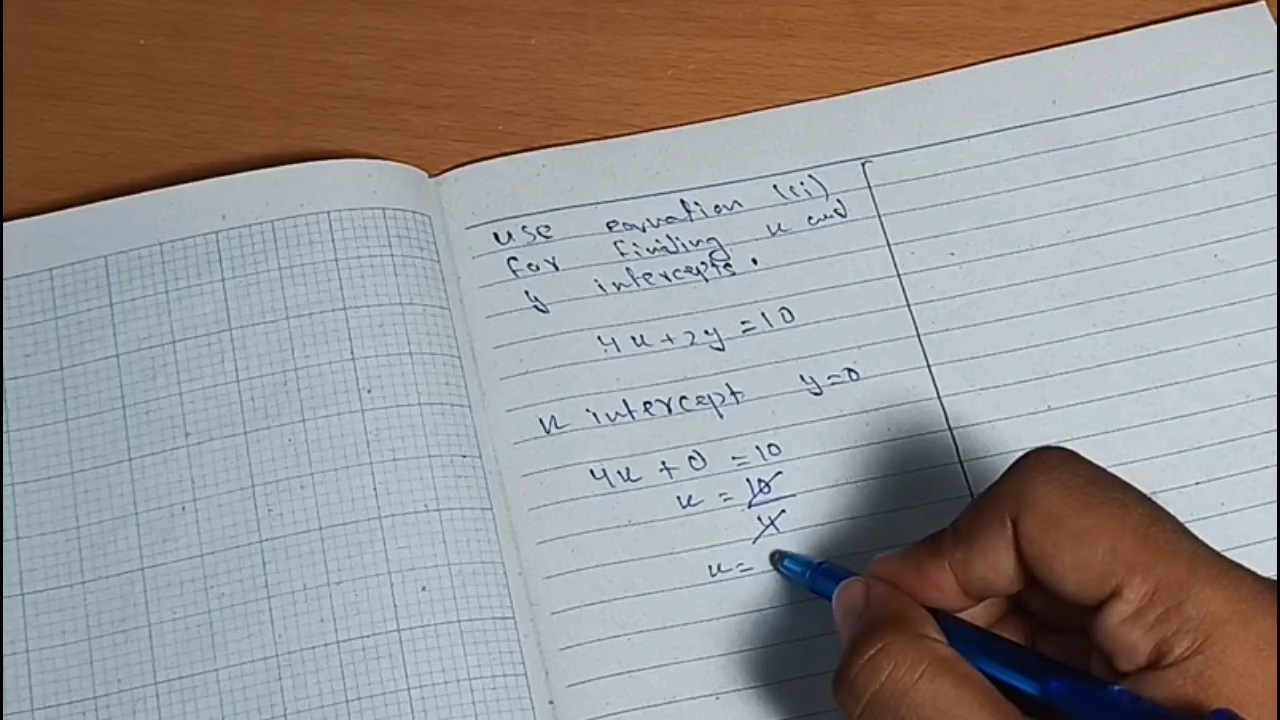 use equation (ii)
for finding x and
y intercepts.
4x+2y=10
x intercept y=0
4x+0=10
x=10
4
x=